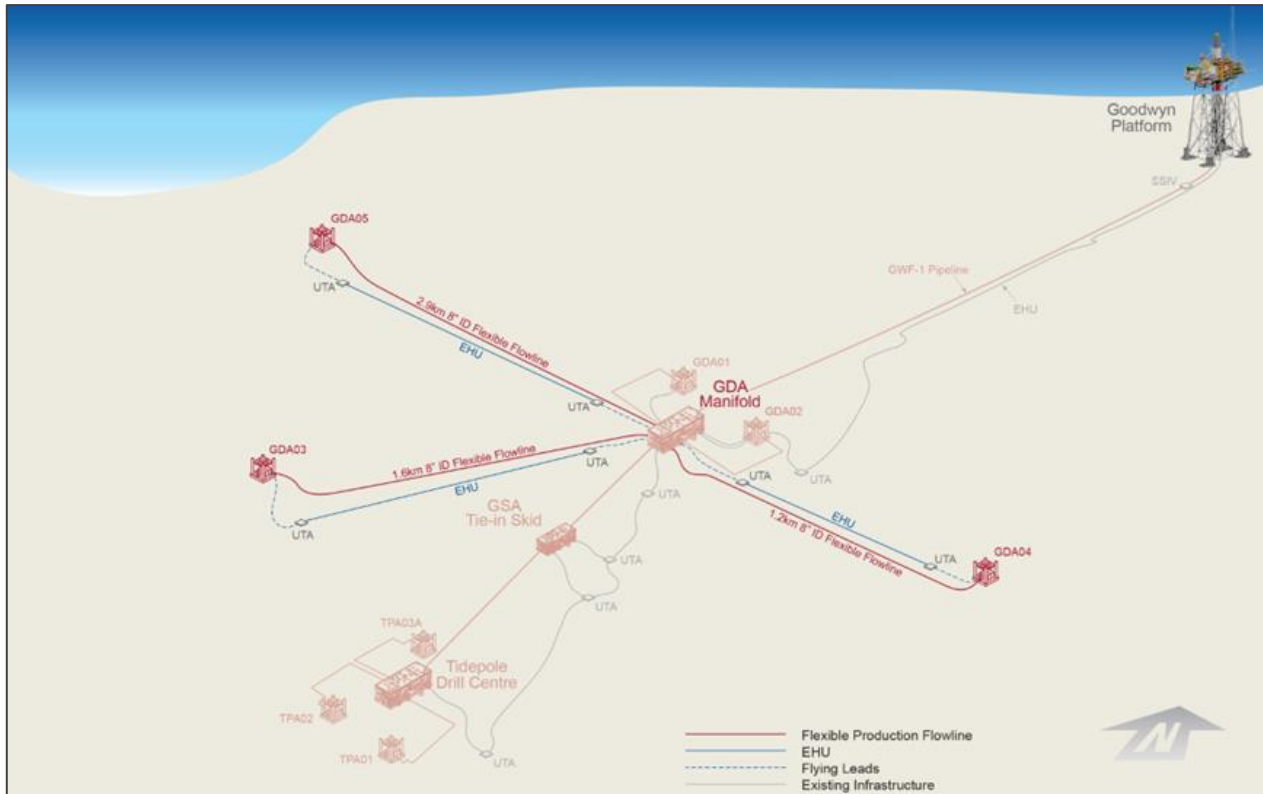 Goodwyn
Platform
SSIV
GDA05
UTA
2.9km 8" ID Flexible Flowline
EHU
UTA
GWF-1 Pipeline
EHU
GDA01
GDA
Manifold
GDA02
GDA03
1.6km 8" ID Flexible Flowline
EHU
UTA
UTA
UTA
UTA
UTA
EHU
1.2km 8" ID Flexible Flowline
UTA
GDA04
GSA
Tie-in Skid
UTA
UTA
TPA03A
Tidepole
Drill Centre
TPA02
TPA01
UTA
Flexible Production Flowline
EHU
Flying Leads
Existing Infrastructure
N